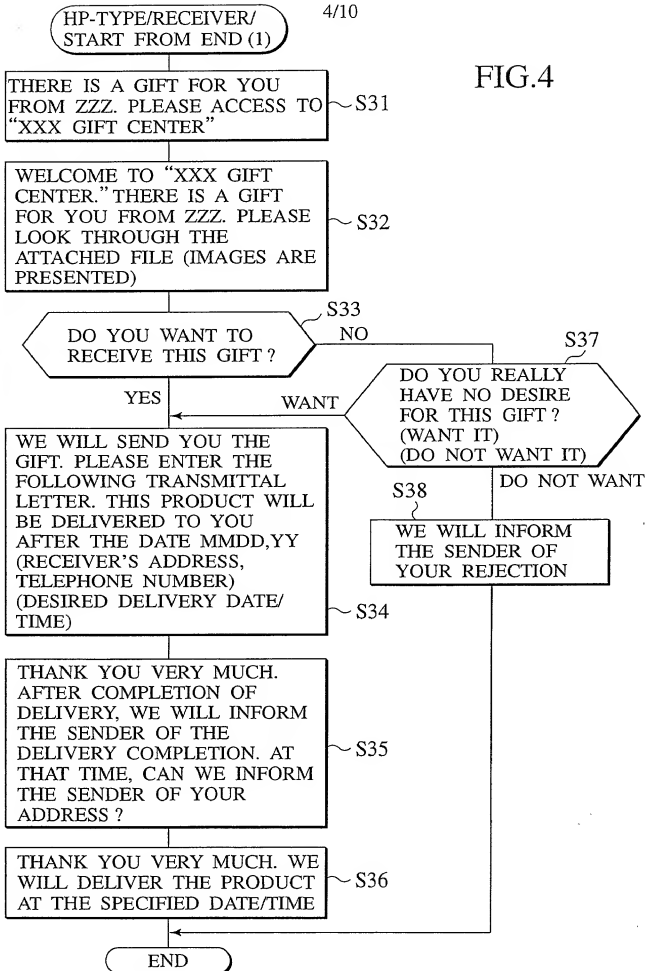 4/10
FIG.4
HP-TYPE/RECEIVER/
START FROM END (1)
THERE IS A GIFT FOR YOU
FROM ZZZ. PLEASE ACCESS TO
“XXX GIFT CENTER”
S31
WELCOME TO “XXX GIFT
CENTER.” THERE IS A GIFT
FOR YOU FROM ZZZ. PLEASE
LOOK THROUGH THE
ATTACHED FILE (IMAGES ARE
PRESENTED)
S32
S33
DO YOU WANT TO
RECEIVE THIS GIFT ?
NO
YES
S37
DO YOU REALLY
HAVE NO DESIRE
FOR THIS GIFT ?
(WANT IT)
(DO NOT WANT IT)
WANT
DO NOT WANT
S38
WE WILL INFORM
THE SENDER OF
YOUR REJECTION
WE WILL SEND YOU THE
GIFT. PLEASE ENTER THE
FOLLOWING TRANSMITTAL
LETTER. THIS PRODUCT WILL
BE DELIVERED TO YOU
AFTER THE DATE MMDD,YY
(RECEIVER’S ADDRESS,
TELEPHONE NUMBER)
(DESIRED DELIVERY DATE/
TIME)
S34
THANK YOU VERY MUCH.
AFTER COMPLETION OF
DELIVERY, WE WILL INFORM
THE SENDER OF THE
DELIVERY COMPLETION. AT
THAT TIME, CAN WE INFORM
THE SENDER OF YOUR
ADDRESS ?
S35
THANK YOU VERY MUCH. WE
WILL DELIVER THE PRODUCT
AT THE SPECIFIED DATE/TIME
S36
END